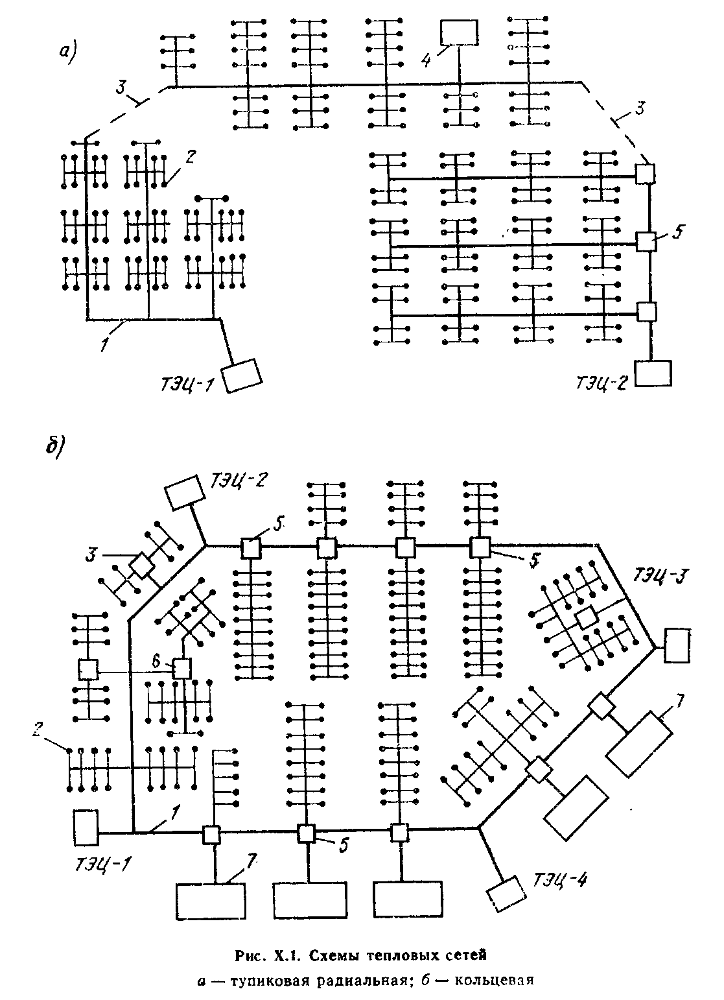 а)
3
4
3
2
5
1
ТЭЦ-1
ТЭЦ-2
б)
ТЭЦ-2
5
3
5
ТЭЦ-3
6
7
2
1
5
ТЭЦ-1
7
ТЭЦ-4
Рис. X.1. Схемы тепловых сетей
а — тупиковая радиальная; б — кольцевая